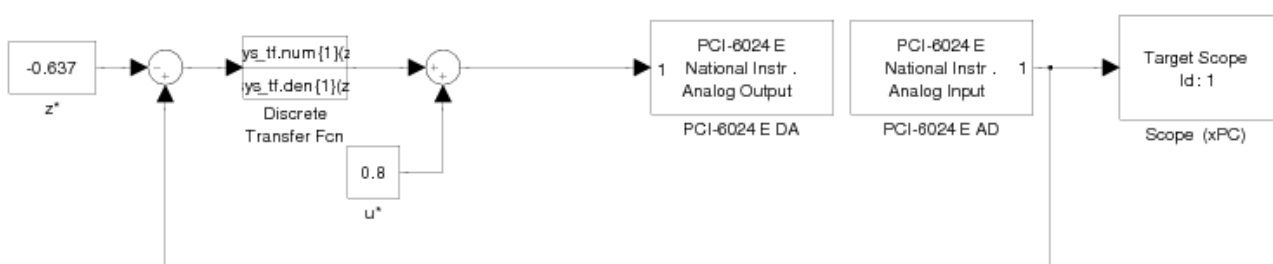 -0.637
z*
ys_tf.num{1}(z
ys_tf.den{1}(z
Discrete
Transfer Fcn
0.8
u*
1
PCI-6024 E
National Instr .
Analog Output
PCI-6024 E DA
PCI-6024 E
National Instr .
Analog Input
1
PCI-6024 E AD
Target Scope
Id: 1
Scope (xPC)